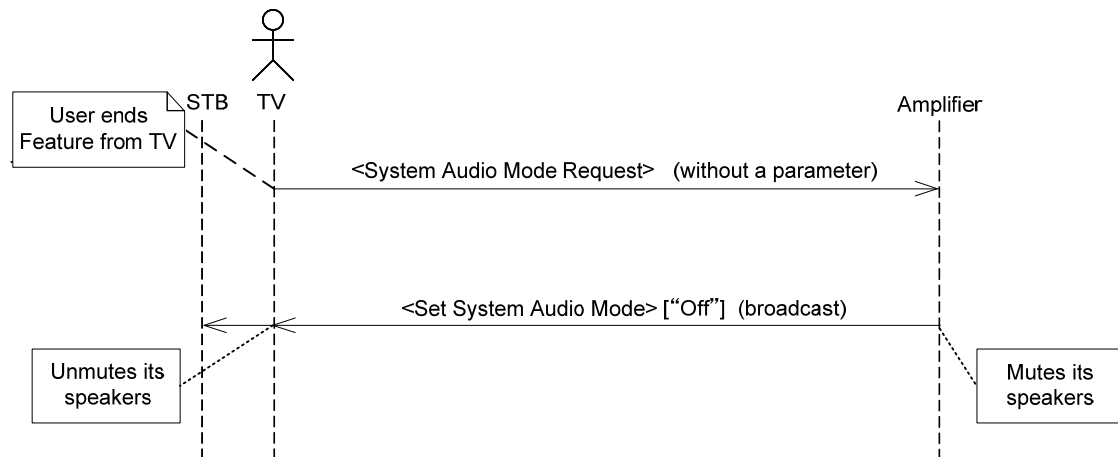 STB
TV
Amplifier
User ends
Feature from TV
<System Audio Mode Request> (without a parameter)
<Set System Audio Mode> [“Off”] (broadcast)
Unmutes its
speakers
Mutes its
speakers